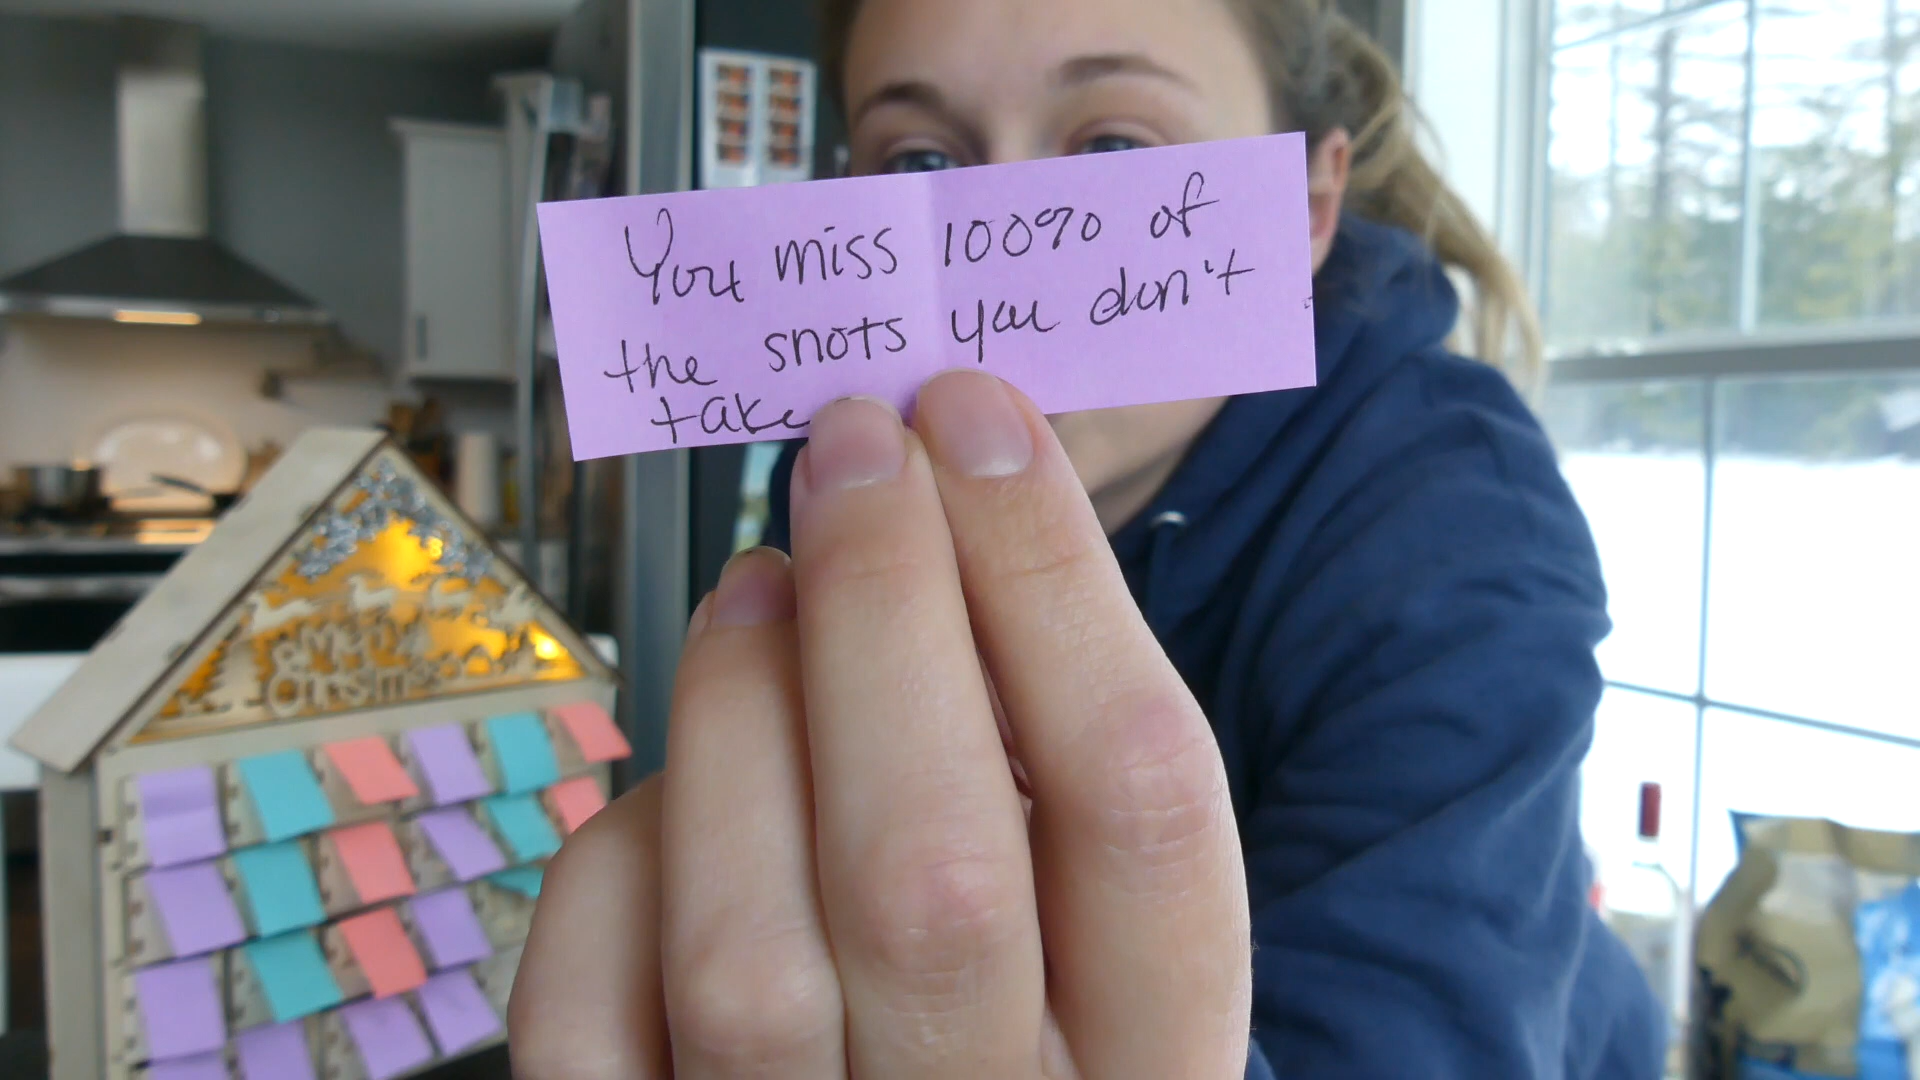 You miss 100% of
the snots you don't
take
Merry
Christmas